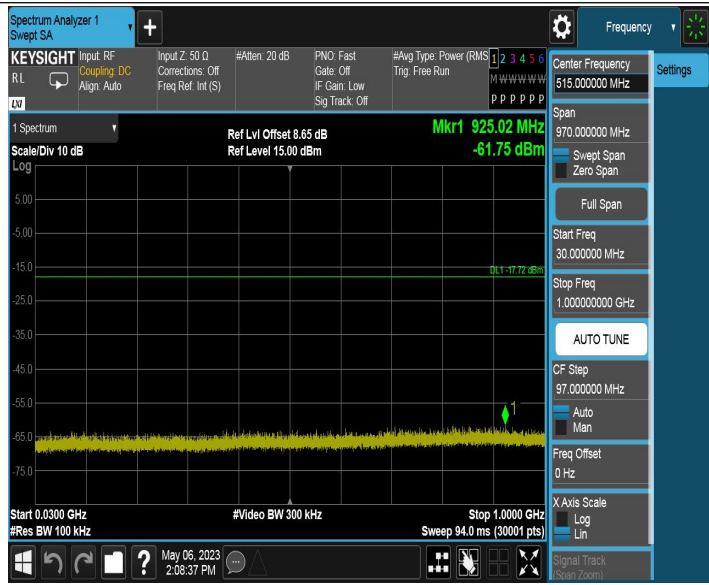 Spectrum Analyzer 1
Swept SA
+
Frequency
KEYSIGHT
RL
LXI
Input: RF
Coupling: DC
Align: Auto
Input Z: 50 Ω
Corrections: Off
Freq Ref: Int (S)
#Atten: 20 dB
PNO: Fast
Gate: Off
IF Gain: Low
Sig Track: Off
#Avg Type: Power (RMS
Trig: Free Run
1 2 3 4 5 6
M W W W W W
P P P P P P
1 Spectrum
Scale/Div 10 dB
Ref Lvl Offset 8.65 dB
Ref Level 15.00 dBm
Mkr1 925.02 MHz
-61.75 dBm
Log
5.00
-5.00
-15.0
DL1 -17.72 dBm
-25.0
-35.0
-45.0
-55.0
1
-65.0
-75.0
Start 0.0300 GHz
#Res BW 100 kHz
#Video BW 300 kHz
Stop 1.0000 GHz
Sweep 94.0 ms (30001 pts)
Center Frequency
515.000000 MHz
Settings
Span
970.000000 MHz
Swept Span
Zero Span
Full Span
Start Freq
30.000000 MHz
Stop Freq
1.000000000 GHz
AUTO TUNE
CF Step
97.000000 MHz
Auto
Man
Freq Offset
0 Hz
X Axis Scale
Log
Lin
Signal Track
(Span Zoom)
?
May 06, 2023
2:08:37 PM